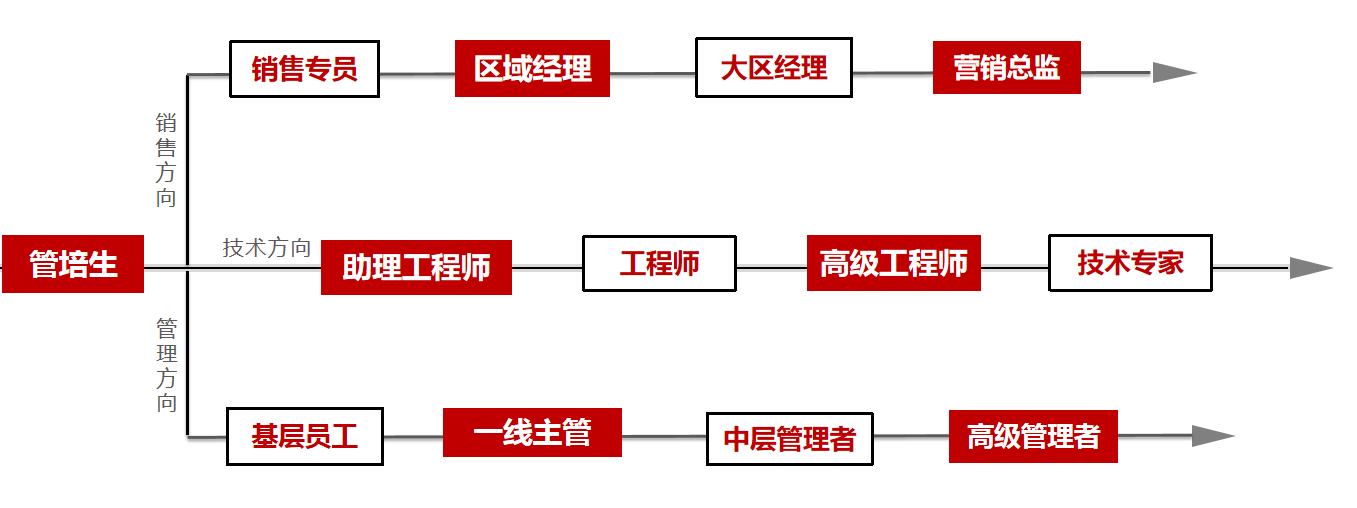 销售专员
区域经理
大区经理
营销总监
销售方向
管培生
技术方向
助理工程师
工程师
高级工程师
技术专家
管理方向
基层员工
一线主管
中层管理者
高级管理者